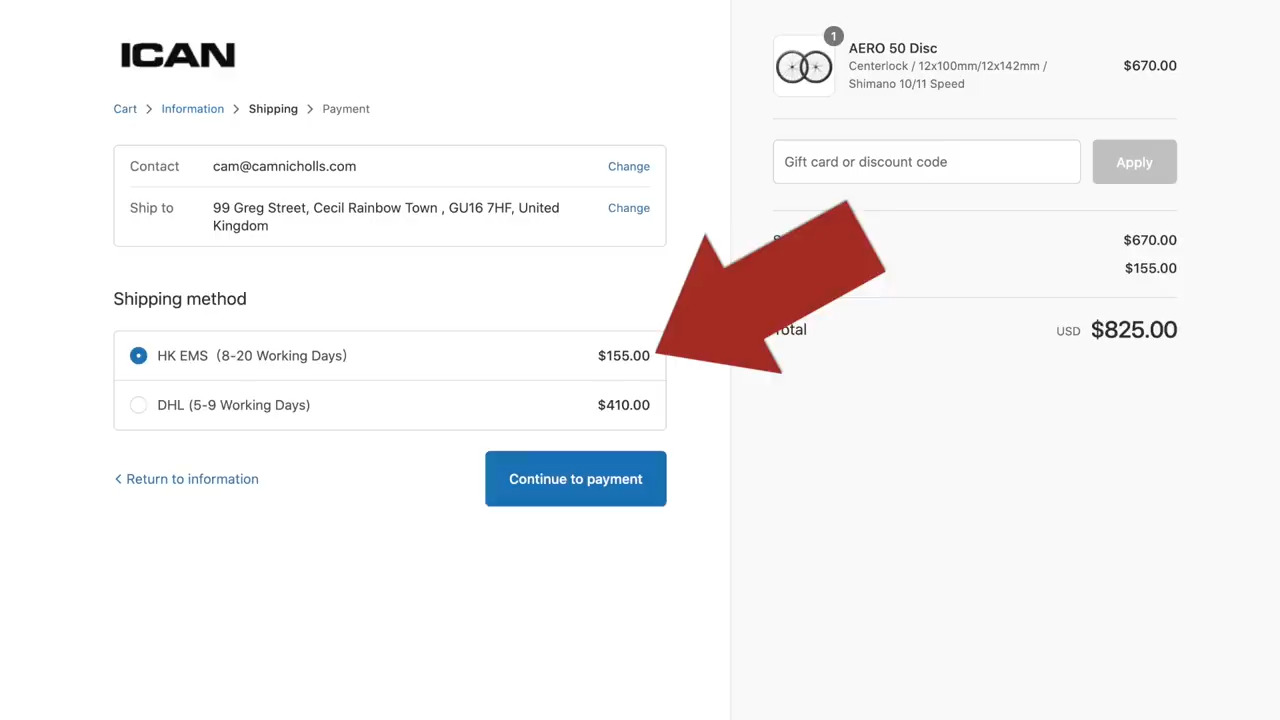 ICAN
Cart > Information > Shipping > Payment
Contact cam@camnicholls.com Change
Ship to 99 Greg Street, Cecil Rainbow Town , GU16 7HF, United
Kingdom
Change
Shipping method
HK EMS (8-20 Working Days) $155.00
DHL (5-9 Working Days) $410.00
< Return to information
Continue to payment
1
AERO 50 Disc
Centerlock / 12x100mm/12x142mm /
Shimano 10/11 Speed
$670.00
Gift card or discount code
Apply
$670.00
$155.00
Total USD $825.00